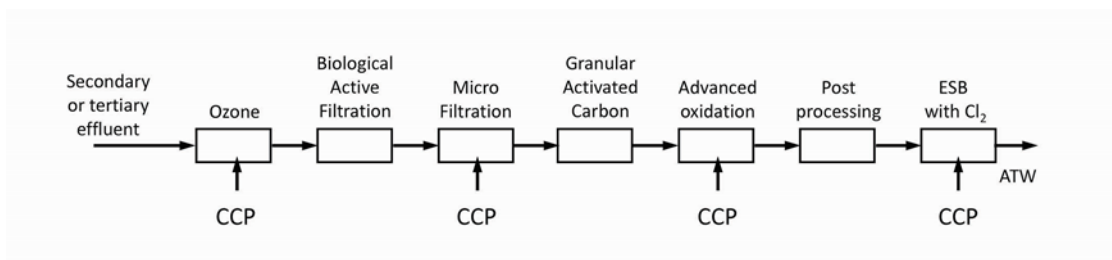 Secondary
or tertiary
effluent
Ozone
Biological
Active
Filtration
Micro
Filtration
Granular
Activated
Carbon
Advanced
oxidation
Post
processing
ESB
with Cl₂
ATW
CCP
CCP
CCP
CCP